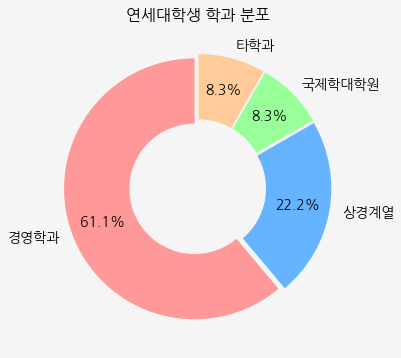 연세대학생 학과 분포
타학과
8.3%
국제학대학원
8.3%
22.2%
상경계열
61.1%
경영학과